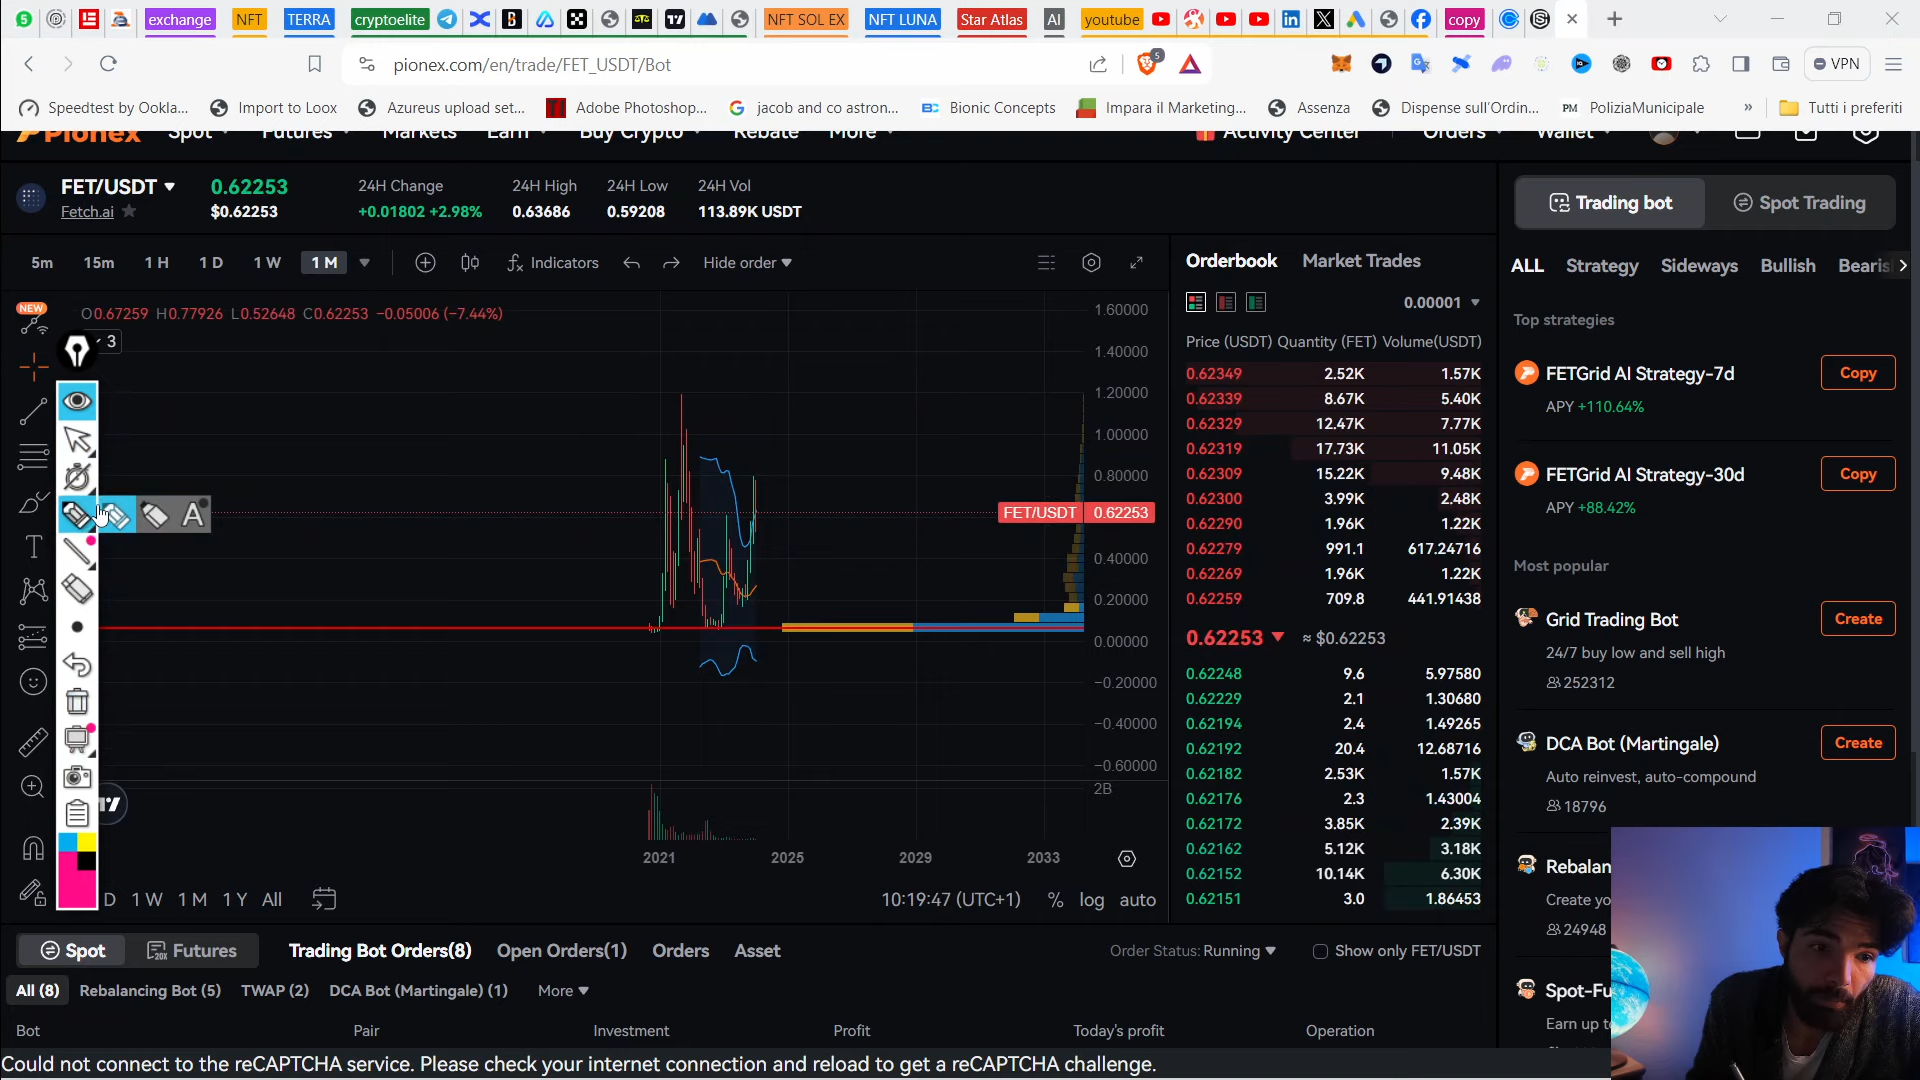 exchange NFT TERRA cryptoelite NFT SOL EX NFT LUNA Star Atlas AI youtube copy
pionex.com/en/trade/FET_USDT/Bot 5 VPN
Speedtest by Ookla... Import to Loox Azureus upload set... Adobe Photoshop... jacob and co astron... Bionic Concepts Impara il Marketing... Assenza Dispense sull'Ordin... PM PoliziaMunicipale » Tutti i preferiti
Pionex Spot Futures Markets Earn Buy Crypto Rebate More Activity Center Orders Wallet
FET/USDT 0.62253 24H Change 24H High 24H Low 24H Vol
Fetch.ai $0.62253 +0.01802 +2.98% 0.63686 0.59208 113.89K USDT
Trading bot Spot Trading
5m 15m 1 H 1 D 1 W 1 M Indicators Hide order
Orderbook Market Trades
ALL Strategy Sideways Bullish Bearis
NEW O0.67259 H0.77926 L0.52648 C0.62253 −0.05006 (−7.44%)
3
1.60000
1.40000
1.20000
1.00000
0.80000
FET/USDT 0.62253
0.40000
0.20000
0.00000
−0.20000
−0.40000
−0.60000
2B
2021 2025 2029 2033
D 1 W 1 M 1 Y All 10:19:47 (UTC+1) % log auto
0.00001
Price (USDT) Quantity (FET) Volume(USDT)
0.62349 2.52K 1.57K
0.62339 8.67K 5.40K
0.62329 12.47K 7.77K
0.62319 17.73K 11.05K
0.62309 15.22K 9.48K
0.62300 3.99K 2.48K
0.62290 1.96K 1.22K
0.62279 991.1 617.24716
0.62269 1.96K 1.22K
0.62259 709.8 441.91438
0.62253 ≈ $0.62253
0.62248 9.6 5.97580
0.62229 2.1 1.30680
0.62194 2.4 1.49265
0.62192 20.4 12.68716
0.62182 2.53K 1.57K
0.62176 2.3 1.43004
0.62172 3.85K 2.39K
0.62162 5.12K 3.18K
0.62152 10.14K 6.30K
0.62151 3.0 1.86453
Top strategies
FETGrid AI Strategy-7d Copy
APY +110.64%
FETGrid AI Strategy-30d Copy
APY +88.42%
Most popular
Grid Trading Bot Create
24/7 buy low and sell high
252312
DCA Bot (Martingale) Create
Auto reinvest, auto-compound
18796
Rebalan
Create yo
24948
Spot-Fu
Earn up t
Spot Futures Trading Bot Orders(8) Open Orders(1) Orders Asset Order Status: Running Show only FET/USDT
All (8) Rebalancing Bot (5) TWAP (2) DCA Bot (Martingale) (1) More
Bot Pair Investment Profit Today's profit Operation
Could not connect to the reCAPTCHA service. Please check your internet connection and reload to get a reCAPTCHA challenge.